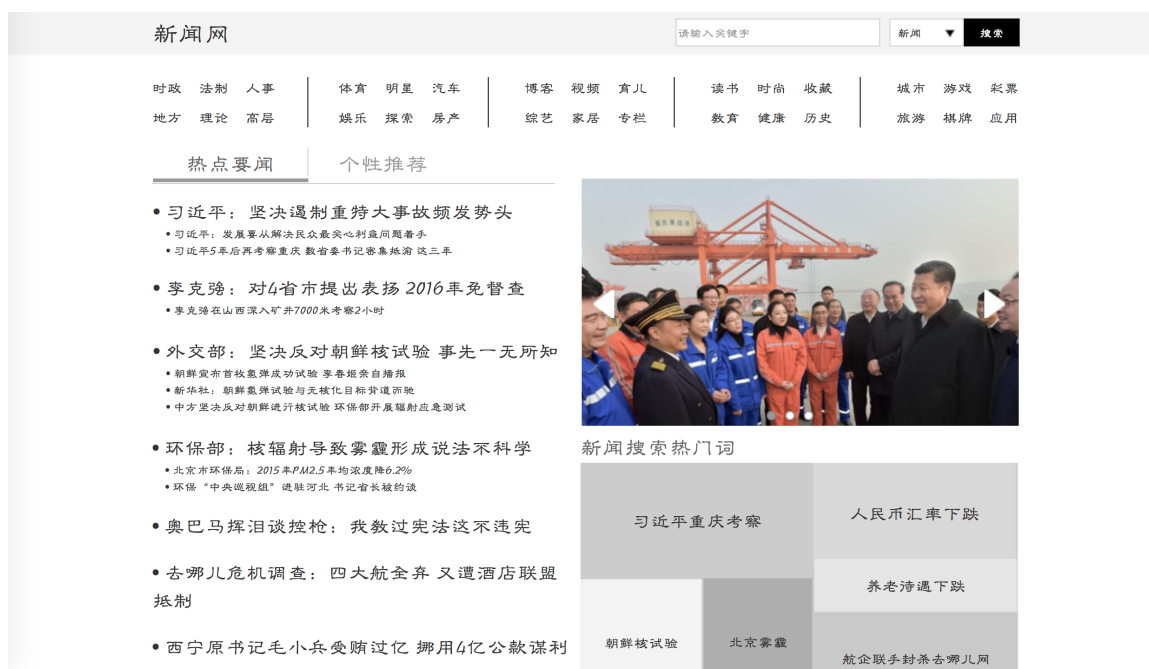 新闻网
请输入关键字
新闻
搜索
时政 法制 人事
地方 理论 高层
体育 明星 汽车
娱乐 探索 房产
博客 视频 育儿
综艺 家居 专栏
读书 时尚 收藏
教育 健康 历史
城市 游戏 彩票
旅游 棋牌 应用
热点要闻
个性推荐
习近平：坚决遏制重特大事故频发势头
习近平：发展要从解决民众最关心利益问题着手
习近平5年后再考察重庆 数省委书记密集抵渝 这三年
李克强：对4省市提出表扬 2016年免督查
李克强在山西深入矿井7000米考察2小时
外交部：坚决反对朝鲜核试验 事先一无所知
朝鲜宣布首枚氢弹成功试验 李春姬亲自播报
新华社：朝鲜氢弹试验与无核化目标背道而驰
中方坚决反对朝鲜进行核试验 环保部开展辐射应急测试
环保部：核辐射导致雾霾形成说法不科学
北京市环保局：2015年PM2.5年均浓度降6.2%
环保“中央巡视组”进驻河北 书记省长被约谈
奥巴马挥泪谈控枪：我教过宪法这不违宪
去哪儿危机调查：四大航全弃 又遭酒店联盟
抵制
西宁原书记毛小兵受贿过亿 挪用4亿公款谋利
新闻搜索热门词
习近平重庆考察
人民币汇率下跌
养老待遇下跌
朝鲜核试验
北京雾霾
航企联手封杀去哪儿网